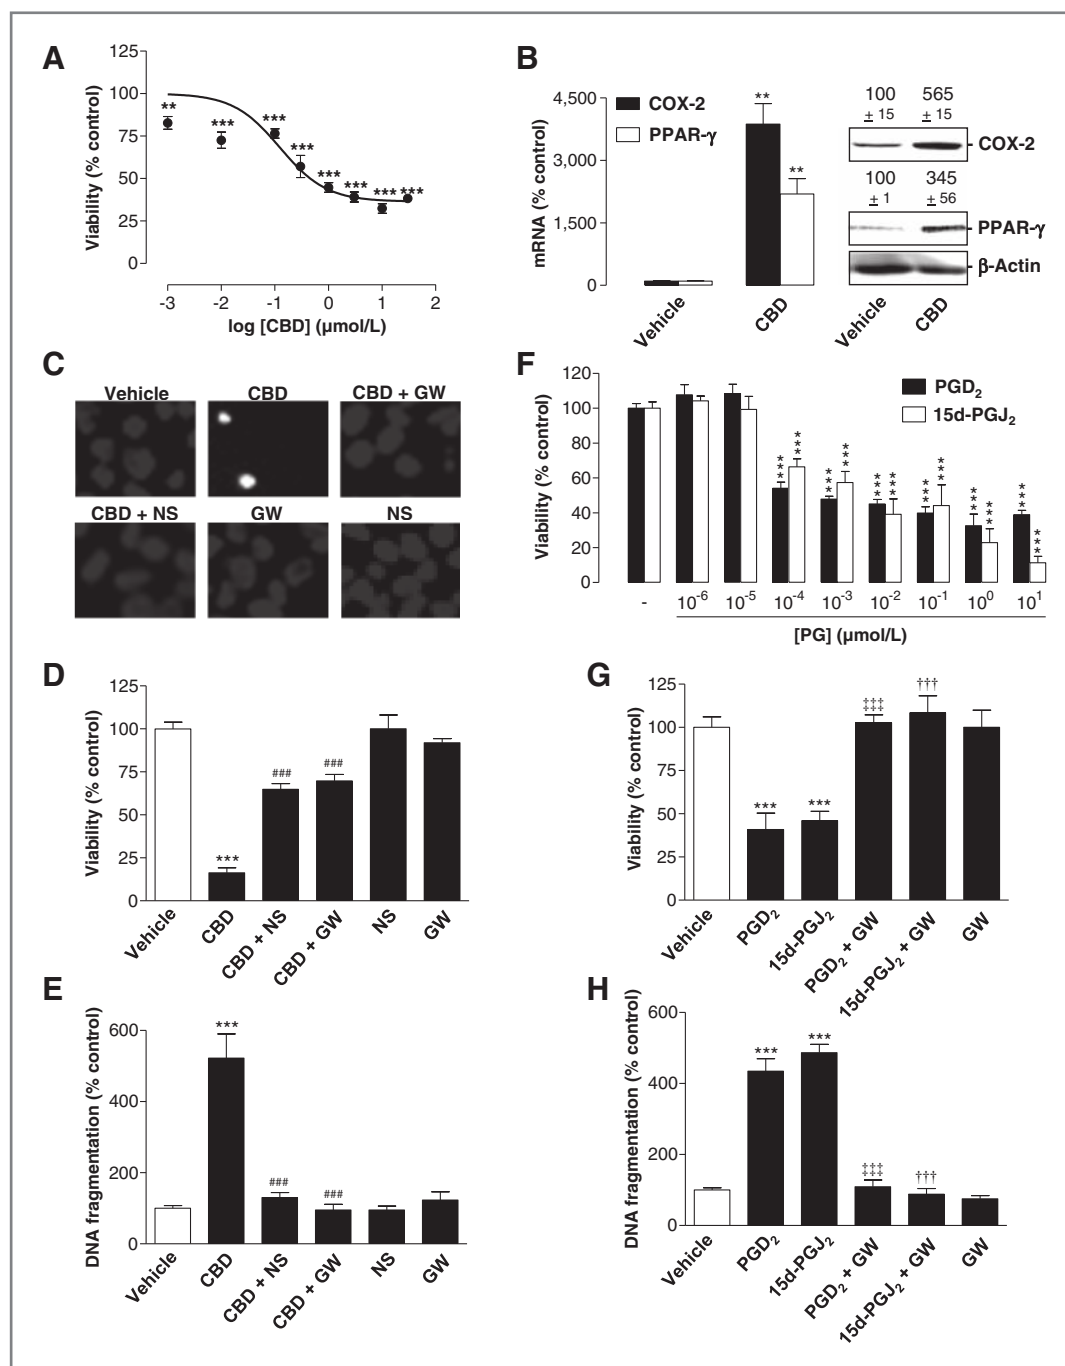 A
125
100
75
50
25
0
Viability (% control)
**
***
***
***
***
***
***
***
-3
-2
-1
0
1
2
log [CBD] (µmol/L)
B
4,500
3,000
1,500
0
mRNA (% control)
COX-2
PPAR-γ
**
**
Vehicle
CBD
100
± 15
565
± 15
COX-2
100
± 1
345
± 56
PPAR-γ
β-Actin
Vehicle
CBD
C
Vehicle
CBD
CBD + GW
CBD + NS
GW
NS
F
120
100
80
60
40
20
0
Viability (% control)
PGD₂
15d-PGJ₂
***
***
***
***
***
***
***
***
***
***
***
***
-
10⁻⁶
10⁻⁵
10⁻⁴
10⁻³
10⁻²
10⁻¹
10⁰
10¹
[PG] (µmol/L)
D
125
100
75
50
25
0
Viability (% control)
***
###
###
Vehicle
CBD
CBD + NS
CBD + GW
NS
GW
G
125
100
75
50
25
0
Viability (% control)
***
***
‡‡‡
†††
Vehicle
PGD₂
15d-PGJ₂
PGD₂ + GW
15d-PGJ₂ + GW
GW
E
600
400
200
0
DNA fragmentation (% control)
***
###
###
Vehicle
CBD
CBD + NS
CBD + GW
NS
GW
H
600
400
200
0
DNA fragmentation (% control)
***
***
‡‡‡
†††
Vehicle
PGD₂
15d-PGJ₂
PGD₂ + GW
15d-PGJ₂ + GW
GW